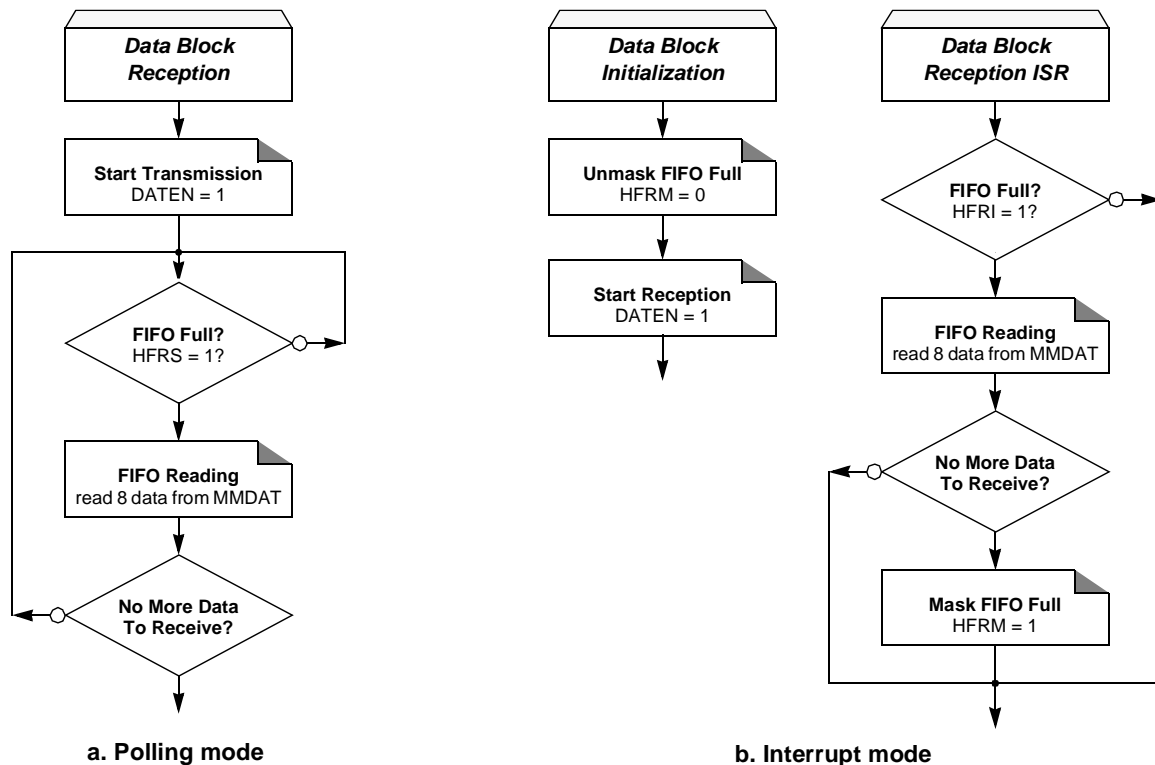 Data Block
Reception
Start Transmission
DATEN = 1
FIFO Full?
HFRS = 1?
FIFO Reading
read 8 data from MMDAT
No More Data
To Receive?
a. Polling mode
Data Block
Initialization
Unmask FIFO Full
HFRM = 0
Start Reception
DATEN = 1
Data Block
Reception ISR
FIFO Full?
HFRI = 1?
FIFO Reading
read 8 data from MMDAT
No More Data
To Receive?
Mask FIFO Full
HFRM = 1
b. Interrupt mode